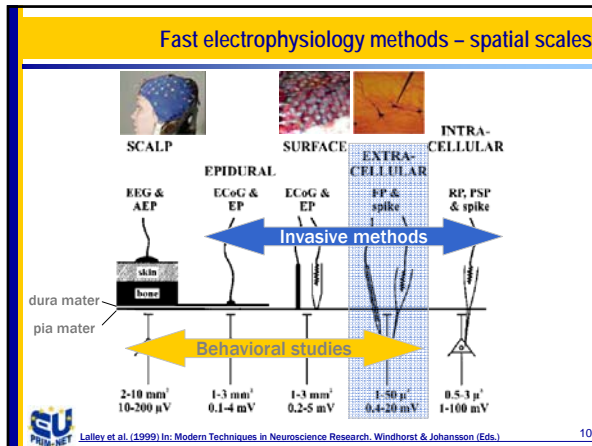 Fast electrophysiology methods – spatial scales
SCALP
EPIDURAL
SURFACE
EXTRA-
CELLULAR
INTRA-
CELLULAR
EEG &
AEP
ECoG &
EP
ECoG &
EP
FP &
spike
RP, PSP
& spike
Invasive methods
skin
bone
dura mater
pia mater
Behavioral studies
2-10 mm²
10-200 µV
1-3 mm²
0.1-4 mV
1-3 mm²
0.2-5 mV
1-50 µ³
0.4-20 mV
0.5-3 µ³
1-100 mV
PRIM-NET
Lalley et al. (1999) In: Modern Techniques in Neuroscience Research. Windhorst & Johansson (Eds.)
10